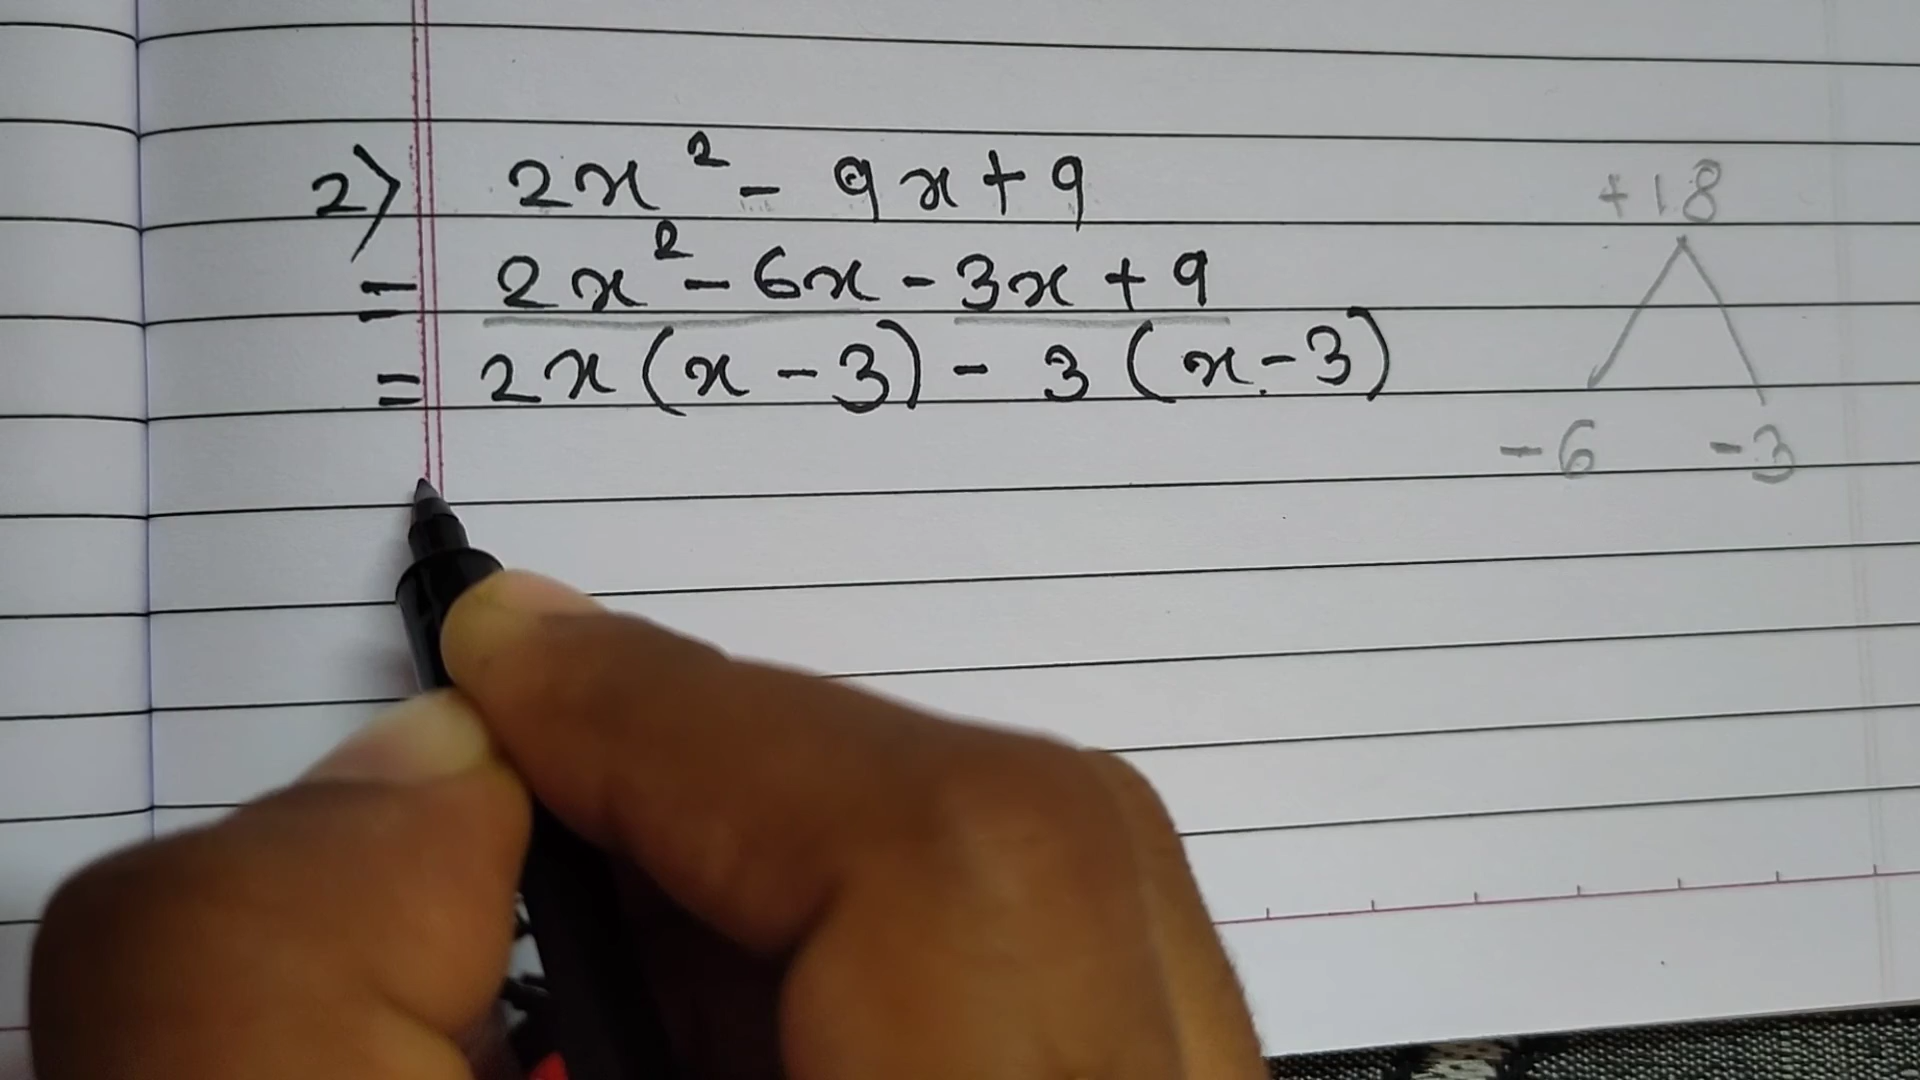 2) 2x² - 9x + 9
= 2x² - 6x - 3x + 9
= 2x (x - 3) - 3 (x - 3)
+18
-6 -3